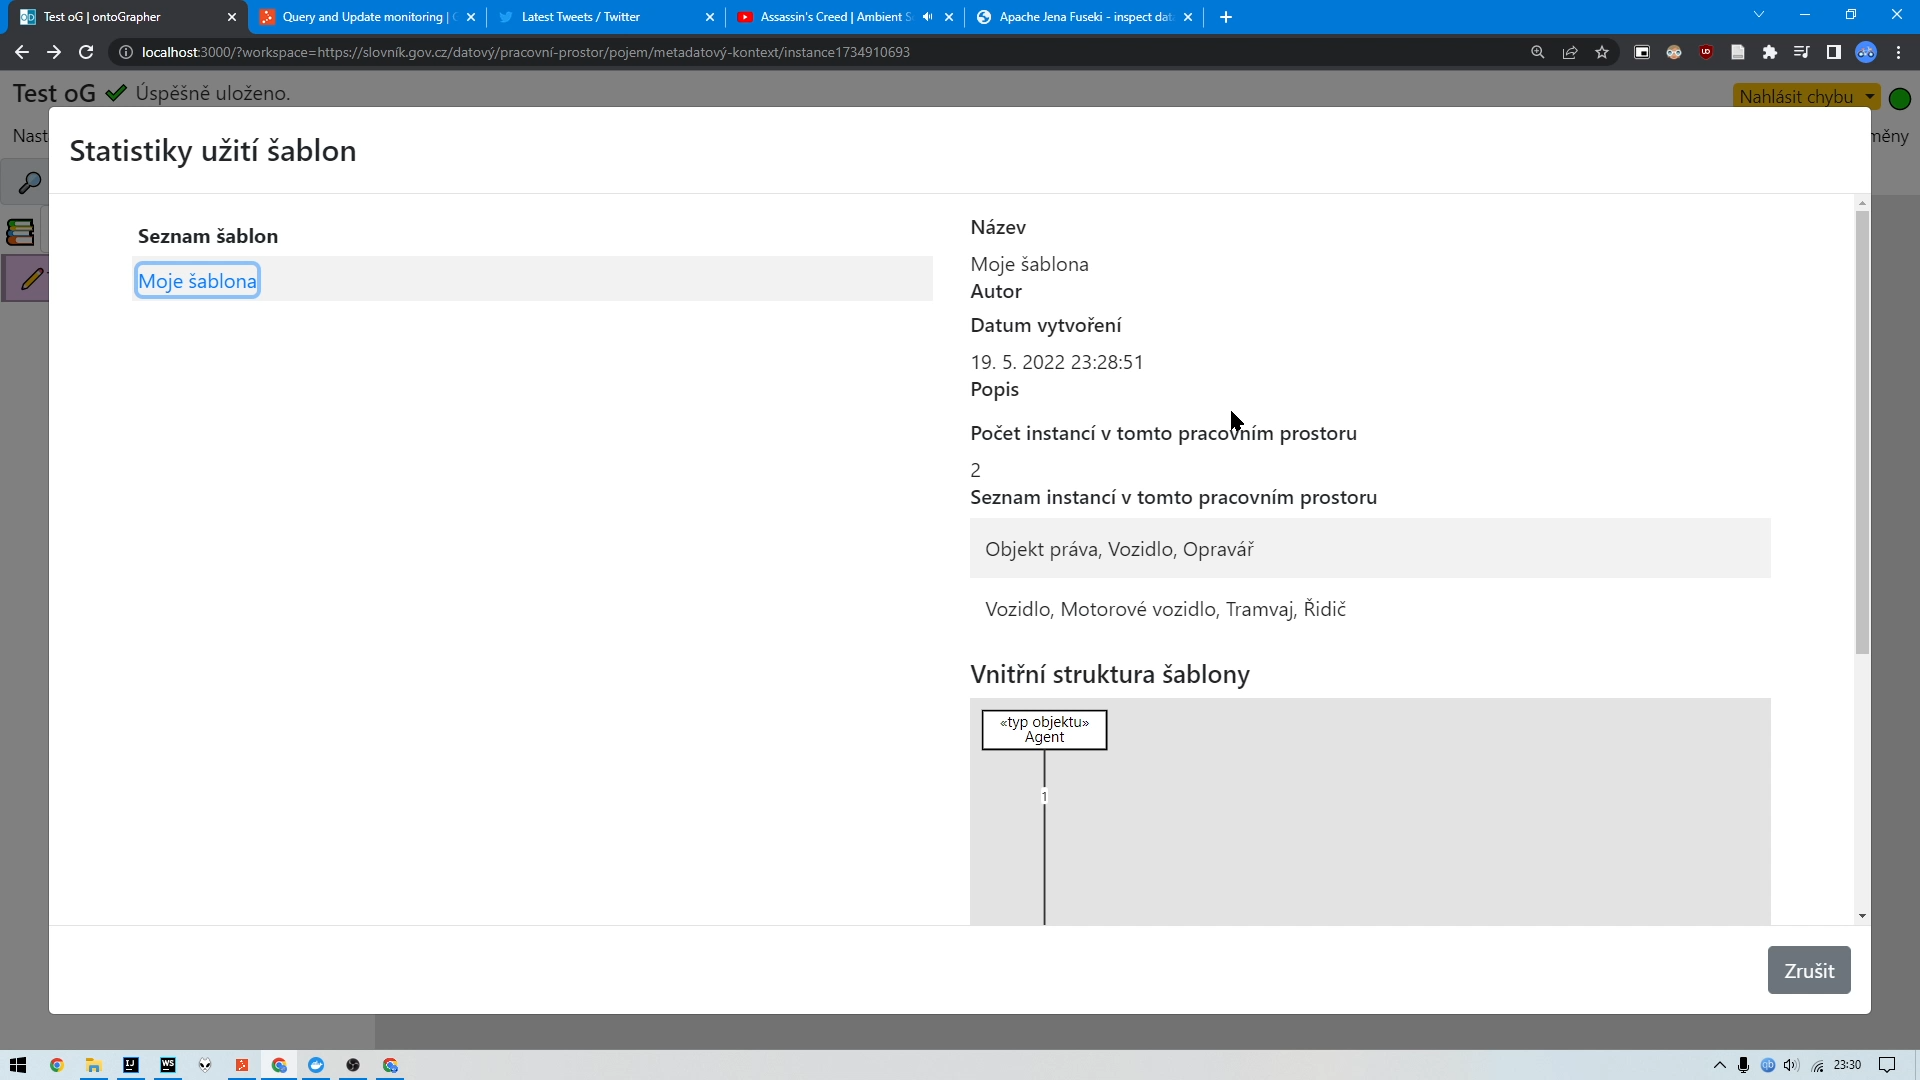 Test oG | ontoGrapher
Query and Update monitoring |
Latest Tweets / Twitter
Assassin's Creed | Ambient
Apache Jena Fuseki - inspect dat
localhost:3000/?workspace=https://slovník.gov.cz/datový/pracovní-prostor/pojem/metadatový-kontext/instance1734910693
Test oG
Úspěšně uloženo.
Nahlásit chybu
Nast
měny
Statistiky užití šablon
Seznam šablon
Moje šablona
Název
Moje šablona
Autor
Datum vytvoření
19. 5. 2022 23:28:51
Popis
Počet instancí v tomto pracovním prostoru
2
Seznam instancí v tomto pracovním prostoru
Objekt práva, Vozidlo, Opravář
Vozidlo, Motorové vozidlo, Tramvaj, Řidič
Vnitřní struktura šablony
«typ objektu»
Agent
1
Zrušit
23:30